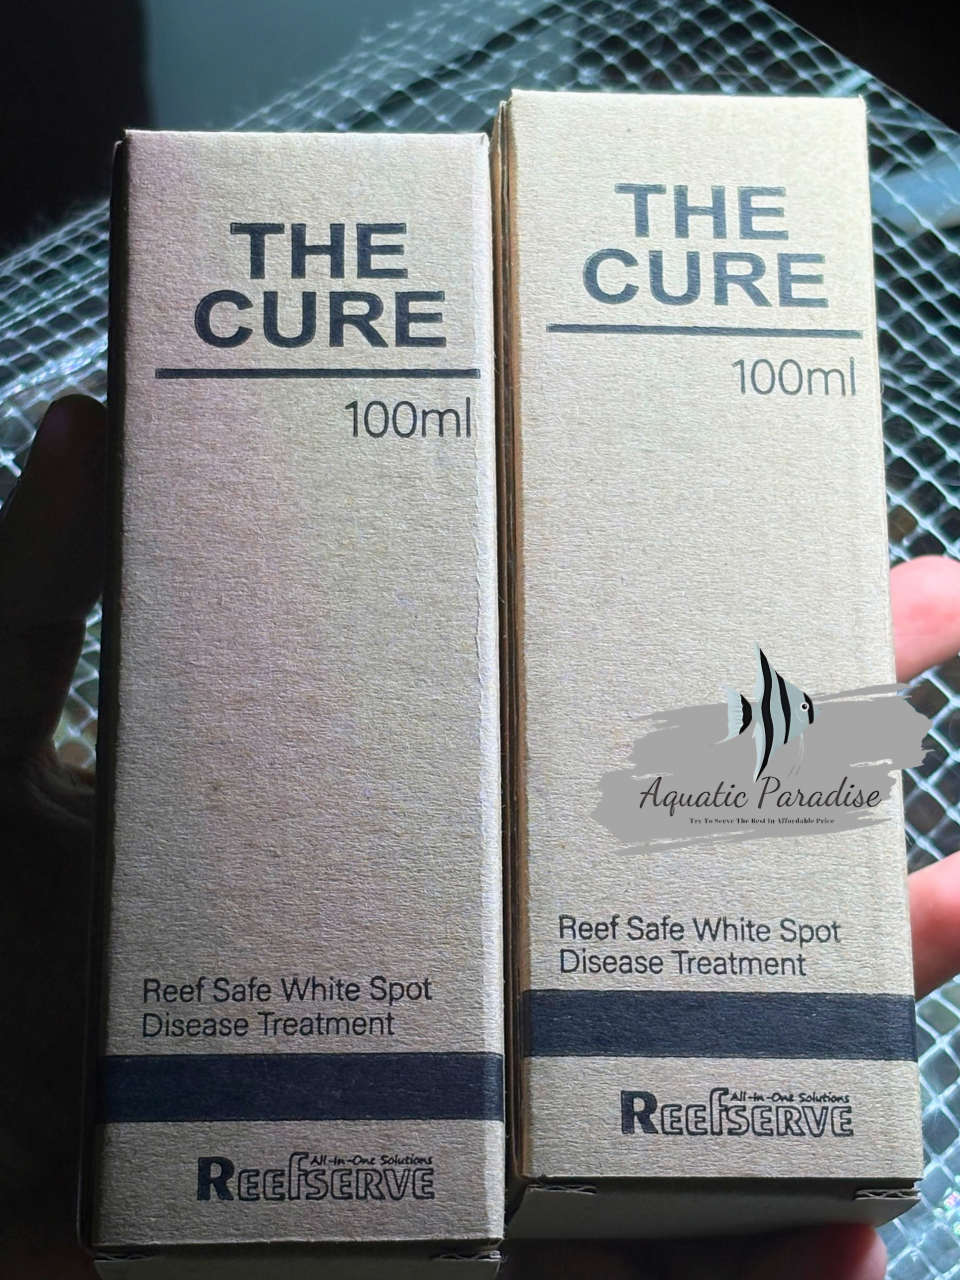 THE
CURE
100ml
Reef Safe White Spot
Disease Treatment
All-in-One Solutions
REEFSERVE
THE
CURE
100ml
Aquatic Paradise
Try To Serve The Best In Affordable Price
Reef Safe White Spot
Disease Treatment
All-in-One Solutions
REEFSERVE